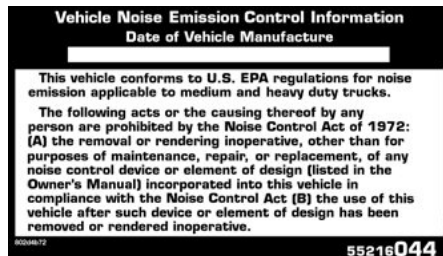 Vehicle Noise Emission Control Information
Date of Vehicle Manufacture
This vehicle conforms to U.S. EPA regulations for noise
emission applicable to medium and heavy duty trucks.
The following acts or the causing thereof by any
person are prohibited by the Noise Control Act of 1972:
(A) the removal or rendering inoperative, other than for
purposes of maintenance, repair, or replacement, of any
noise control device or element of design (listed in the
Owner's Manual) incorporated into this vehicle in
compliance with the Noise Control Act (B) the use of this
vehicle after such device or element of design has been
removed or rendered inoperative.
802d4b72
55216044